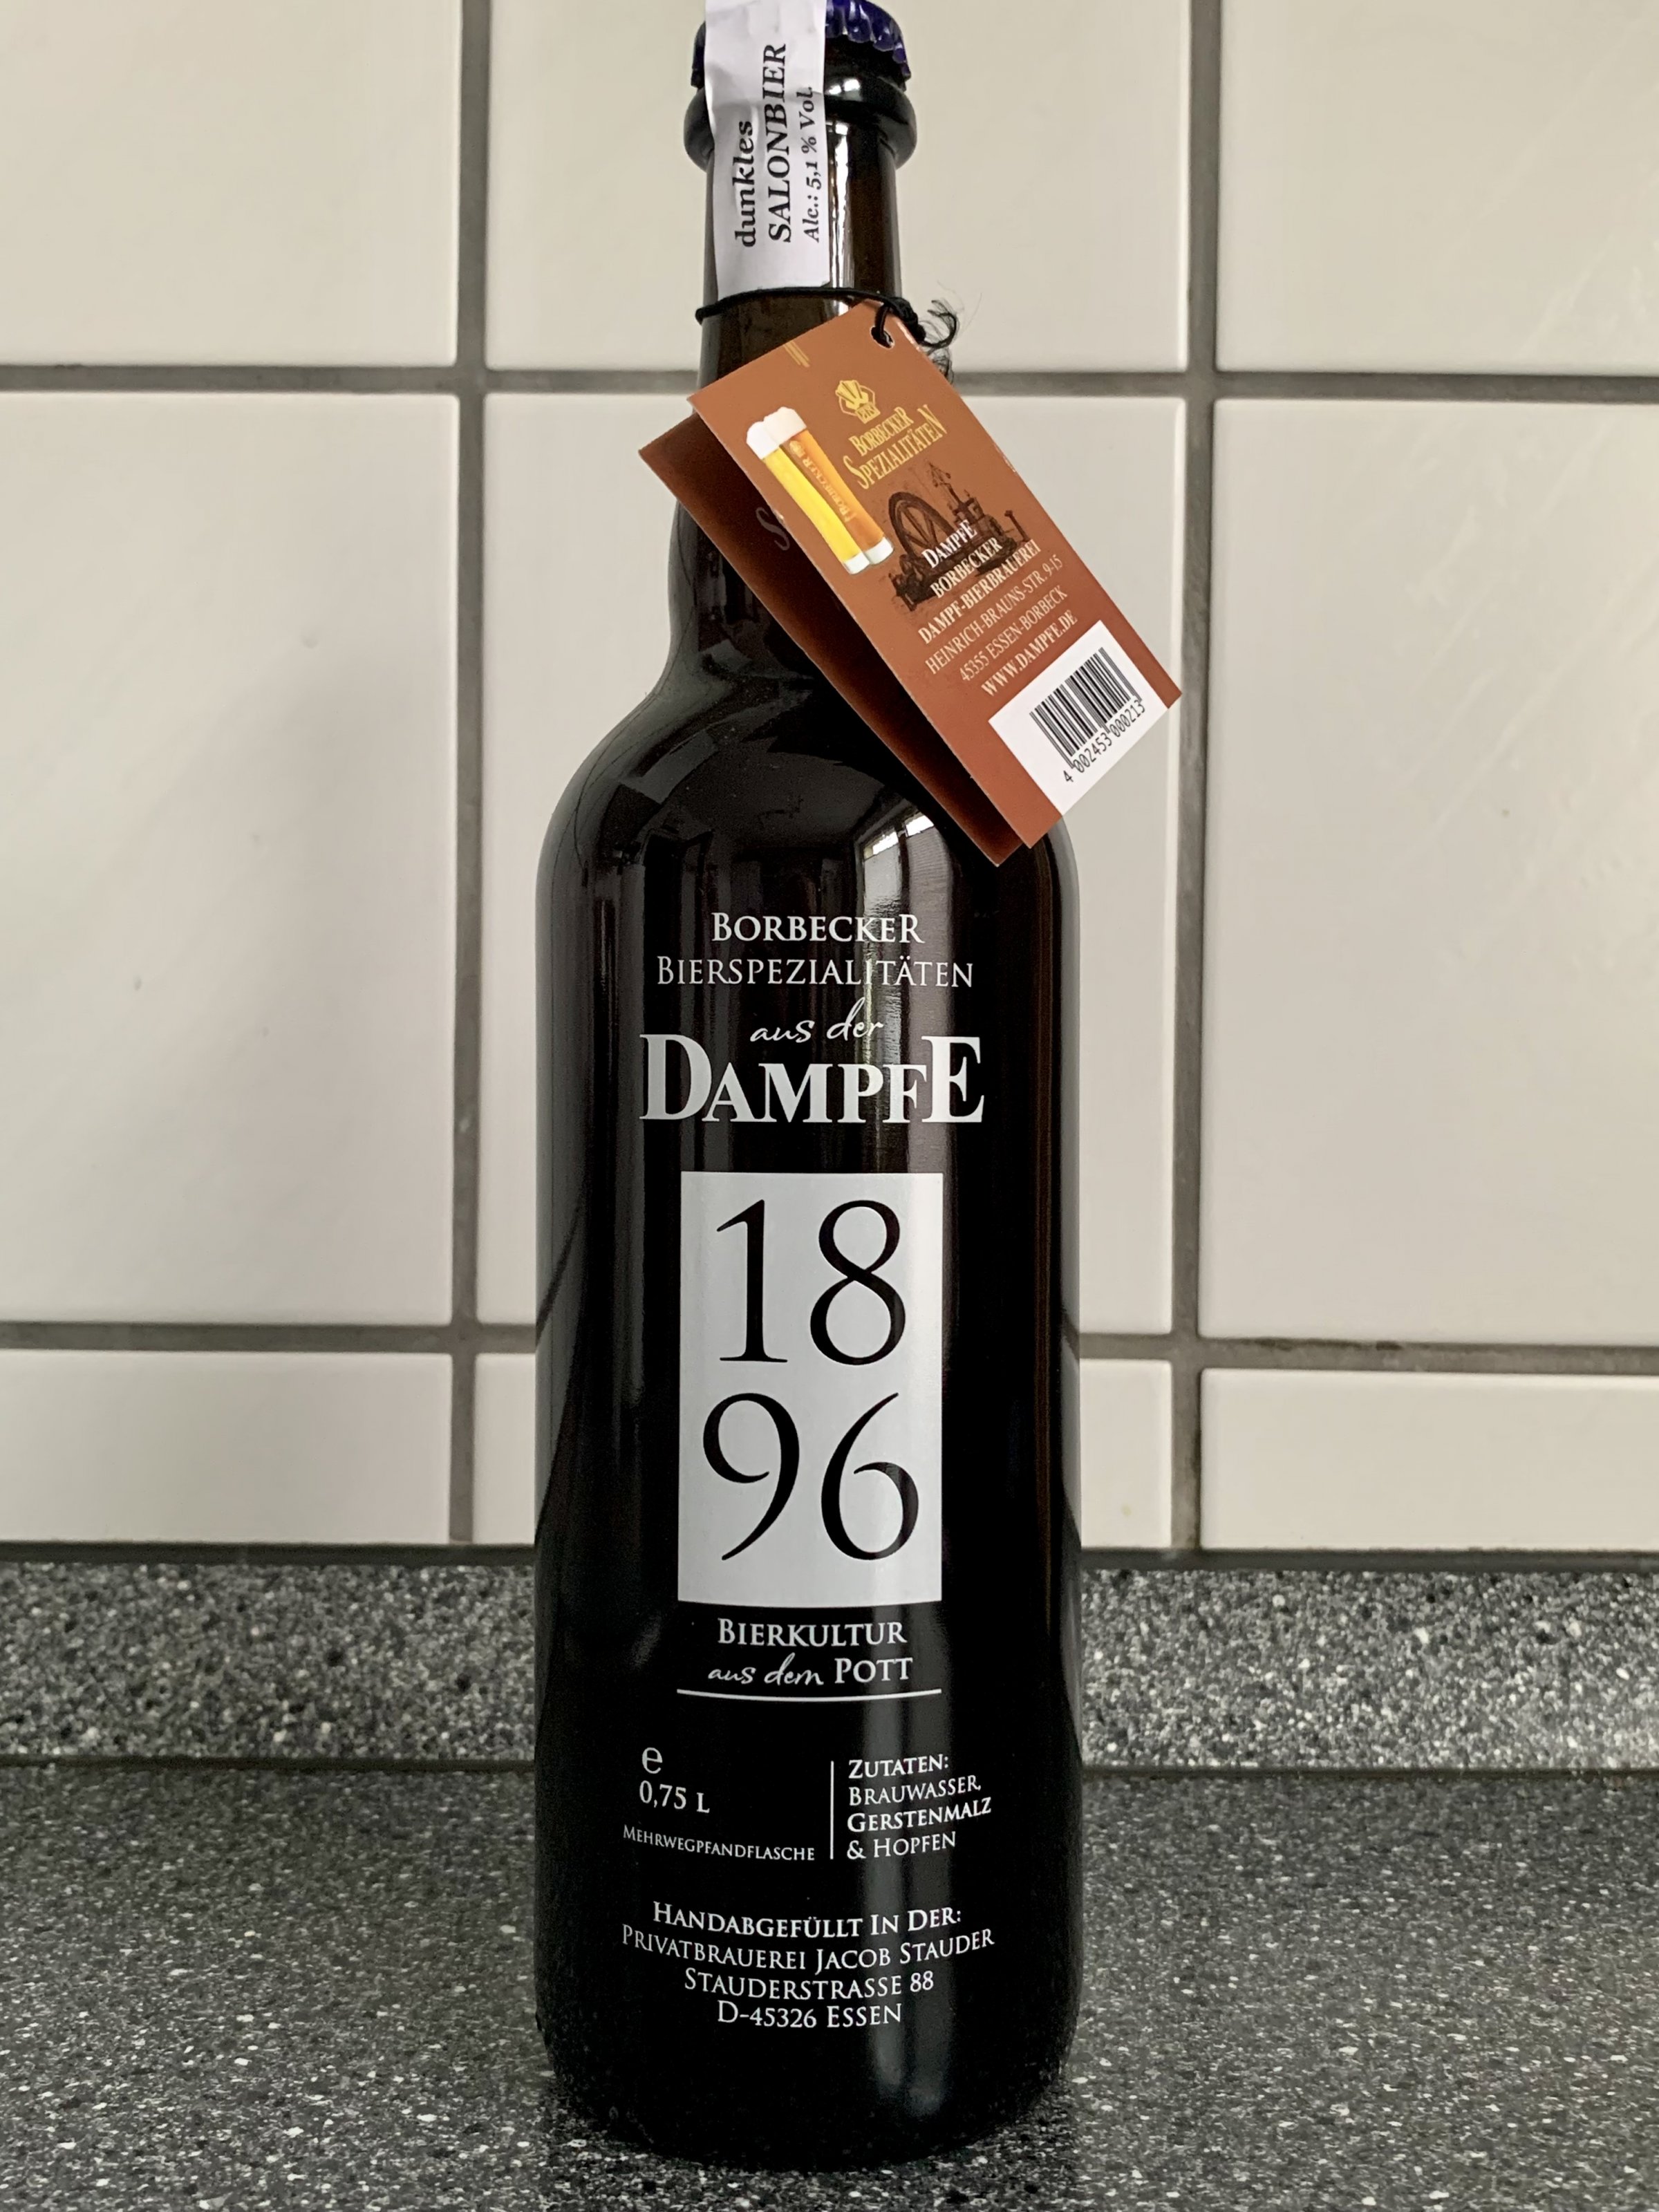 dunkles
SALONBIER
Alc.: 5,1 % Vol.
BORBECKER
SPEZIALITÄTEN
DAMPFE
BORBECKER
DAMPF-BIERBRAUEREI
HEINRICH-BRAUNS-STR. 9-15
45355 ESSEN-BORBECK
WWW.DAMPFE.DE
4 002453 000213
BORBECKER
BIERSPEZIALITÄTEN
aus der
DAMPFE
18
96
BIERKULTUR
aus dem POTT
e
0,75 L
MEHRWEGPFANDFLASCHE
ZUTATEN:
BRAUWASSER,
GERSTENMALZ
& HOPFEN
HANDABGEFÜLLT IN DER:
PRIVATBRAUEREI JACOB STAUDER
STAUDERSTRASSE 88
D-45326 ESSEN